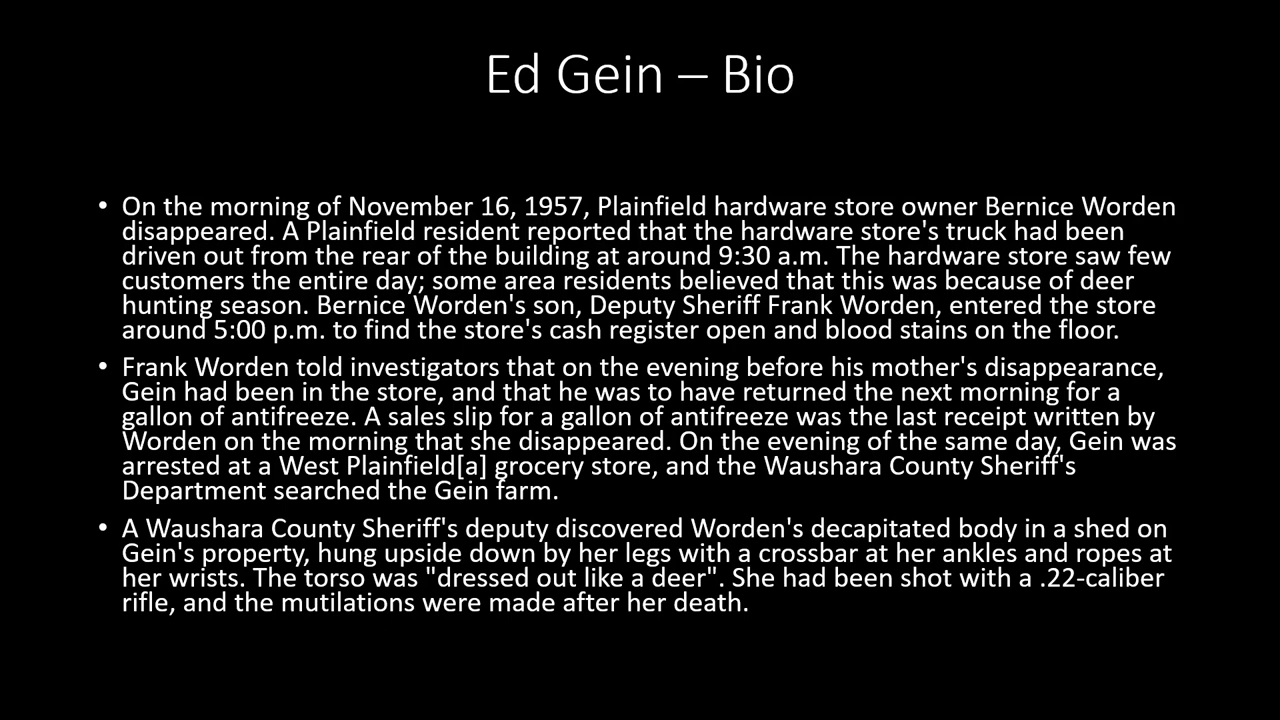 Ed Gein – Bio
• On the morning of November 16, 1957, Plainfield hardware store owner Bernice Worden
disappeared. A Plainfield resident reported that the hardware store's truck had been
driven out from the rear of the building at around 9:30 a.m. The hardware store saw few
customers the entire day; some area residents believed that this was because of deer
hunting season. Bernice Worden's son, Deputy Sheriff Frank Worden, entered the store
around 5:00 p.m. to find the store's cash register open and blood stains on the floor.
• Frank Worden told investigators that on the evening before his mother's disappearance,
Gein had been in the store, and that he was to have returned the next morning for a
gallon of antifreeze. A sales slip for a gallon of antifreeze was the last receipt written by
Worden on the morning that she disappeared. On the evening of the same day, Gein was
arrested at a West Plainfield[a] grocery store, and the Waushara County Sheriff's
Department searched the Gein farm.
• A Waushara County Sheriff's deputy discovered Worden's decapitated body in a shed on
Gein's property, hung upside down by her legs with a crossbar at her ankles and ropes at
her wrists. The torso was "dressed out like a deer". She had been shot with a .22-caliber
rifle, and the mutilations were made after her death.